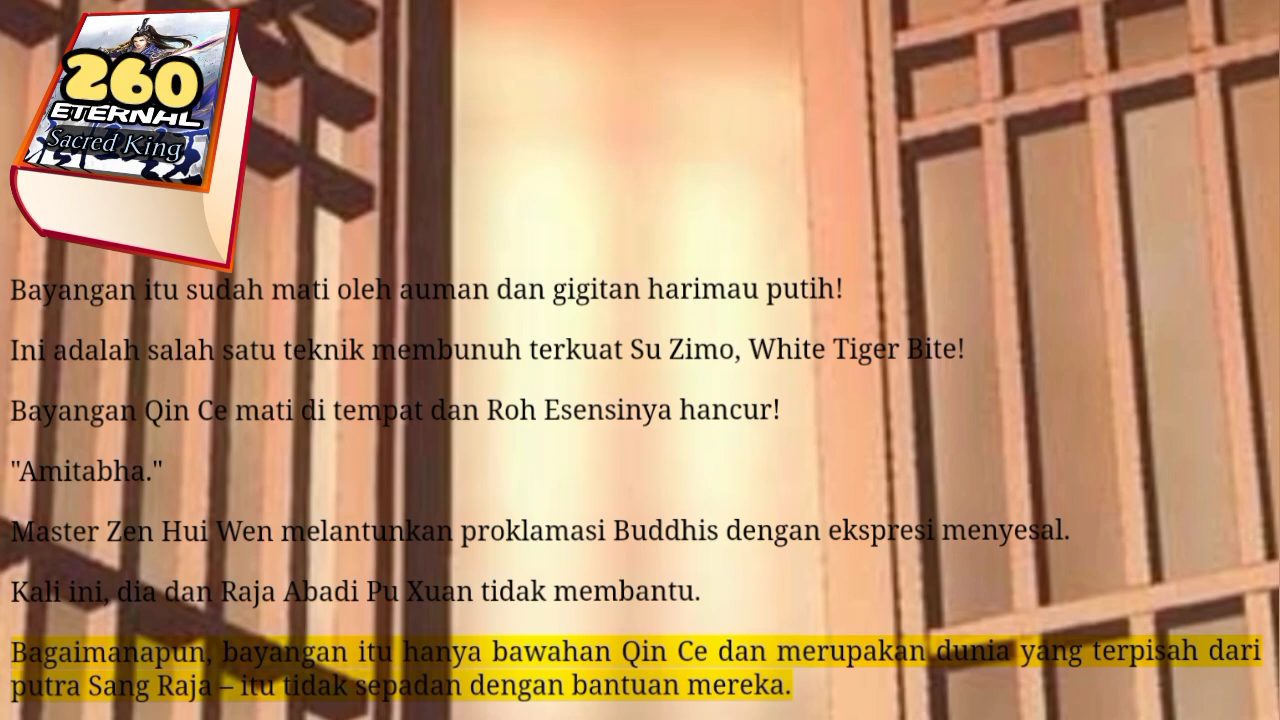 260
ETERNAL
Sacred King
Bayangan itu sudah mati oleh auman dan gigitan harimau putih!
Ini adalah salah satu teknik membunuh terkuat Su Zimo, White Tiger Bite!
Bayangan Qin Ce mati di tempat dan Roh Esensinya hancur!
"Amitabha."
Master Zen Hui Wen melantunkan proklamasi Buddhis dengan ekspresi menyesal.
Kali ini, dia dan Raja Abadi Pu Xuan tidak membantu.
Bagaimanapun, bayangan itu hanya bawahan Qin Ce dan merupakan dunia yang terpisah dari
putra Sang Raja – itu tidak sepadan dengan bantuan mereka.